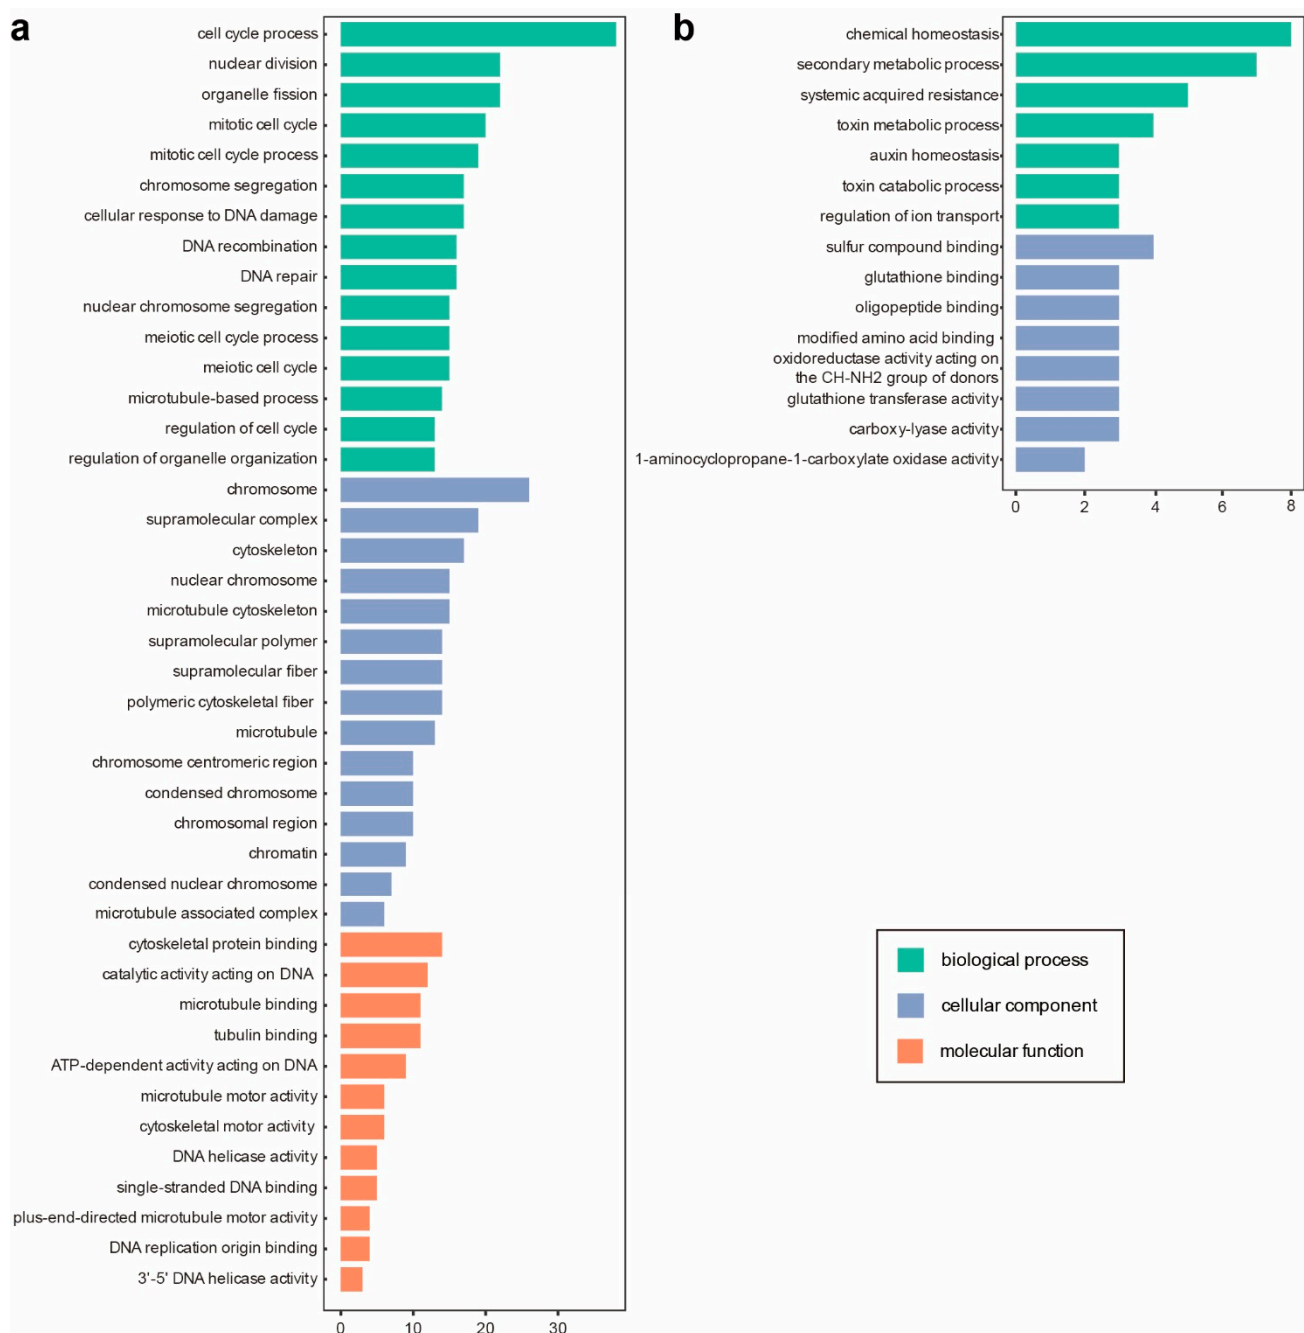 a
cell cycle process
nuclear division
organelle fission
mitotic cell cycle
mitotic cell cycle process
chromosome segregation
cellular response to DNA damage
DNA recombination
DNA repair
nuclear chromosome segregation
meiotic cell cycle process
meiotic cell cycle
microtubule-based process
regulation of cell cycle
regulation of organelle organization
chromosome
supramolecular complex
cytoskeleton
nuclear chromosome
microtubule cytoskeleton
supramolecular polymer
supramolecular fiber
polymeric cytoskeletal fiber
microtubule
chromosome centromeric region
condensed chromosome
chromosomal region
chromatin
condensed nuclear chromosome
microtubule associated complex
cytoskeletal protein binding
catalytic activity acting on DNA
microtubule binding
tubulin binding
ATP-dependent activity acting on DNA
microtubule motor activity
cytoskeletal motor activity
DNA helicase activity
single-stranded DNA binding
plus-end-directed microtubule motor activity
DNA replication origin binding
3'-5' DNA helicase activity
0 10 20 30
b
chemical homeostasis
secondary metabolic process
systemic acquired resistance
toxin metabolic process
auxin homeostasis
toxin catabolic process
regulation of ion transport
sulfur compound binding
glutathione binding
oligopeptide binding
modified amino acid binding
oxidoreductase activity acting on
the CH-NH2 group of donors
glutathione transferase activity
carboxy-lyase activity
1-aminocyclopropane-1-carboxylate oxidase activity
0 2 4 6 8
biological process
cellular component
molecular function